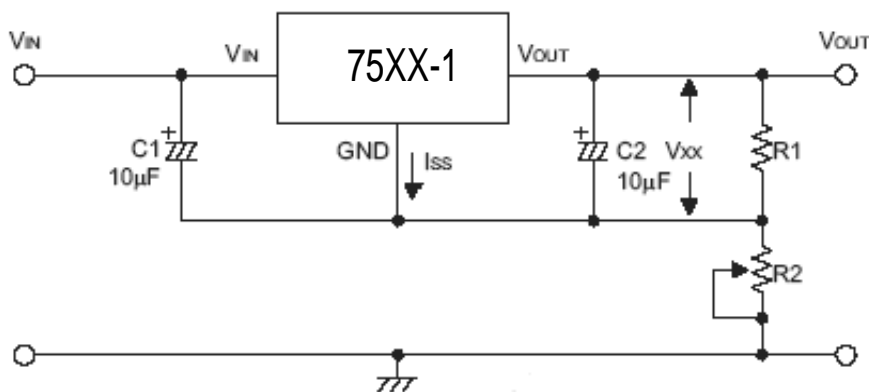 VIN
VIN
75XX-1
VOUT
VOUT
C1
10µF
GND
ISS
C2
10µF
VXX
R1
R2